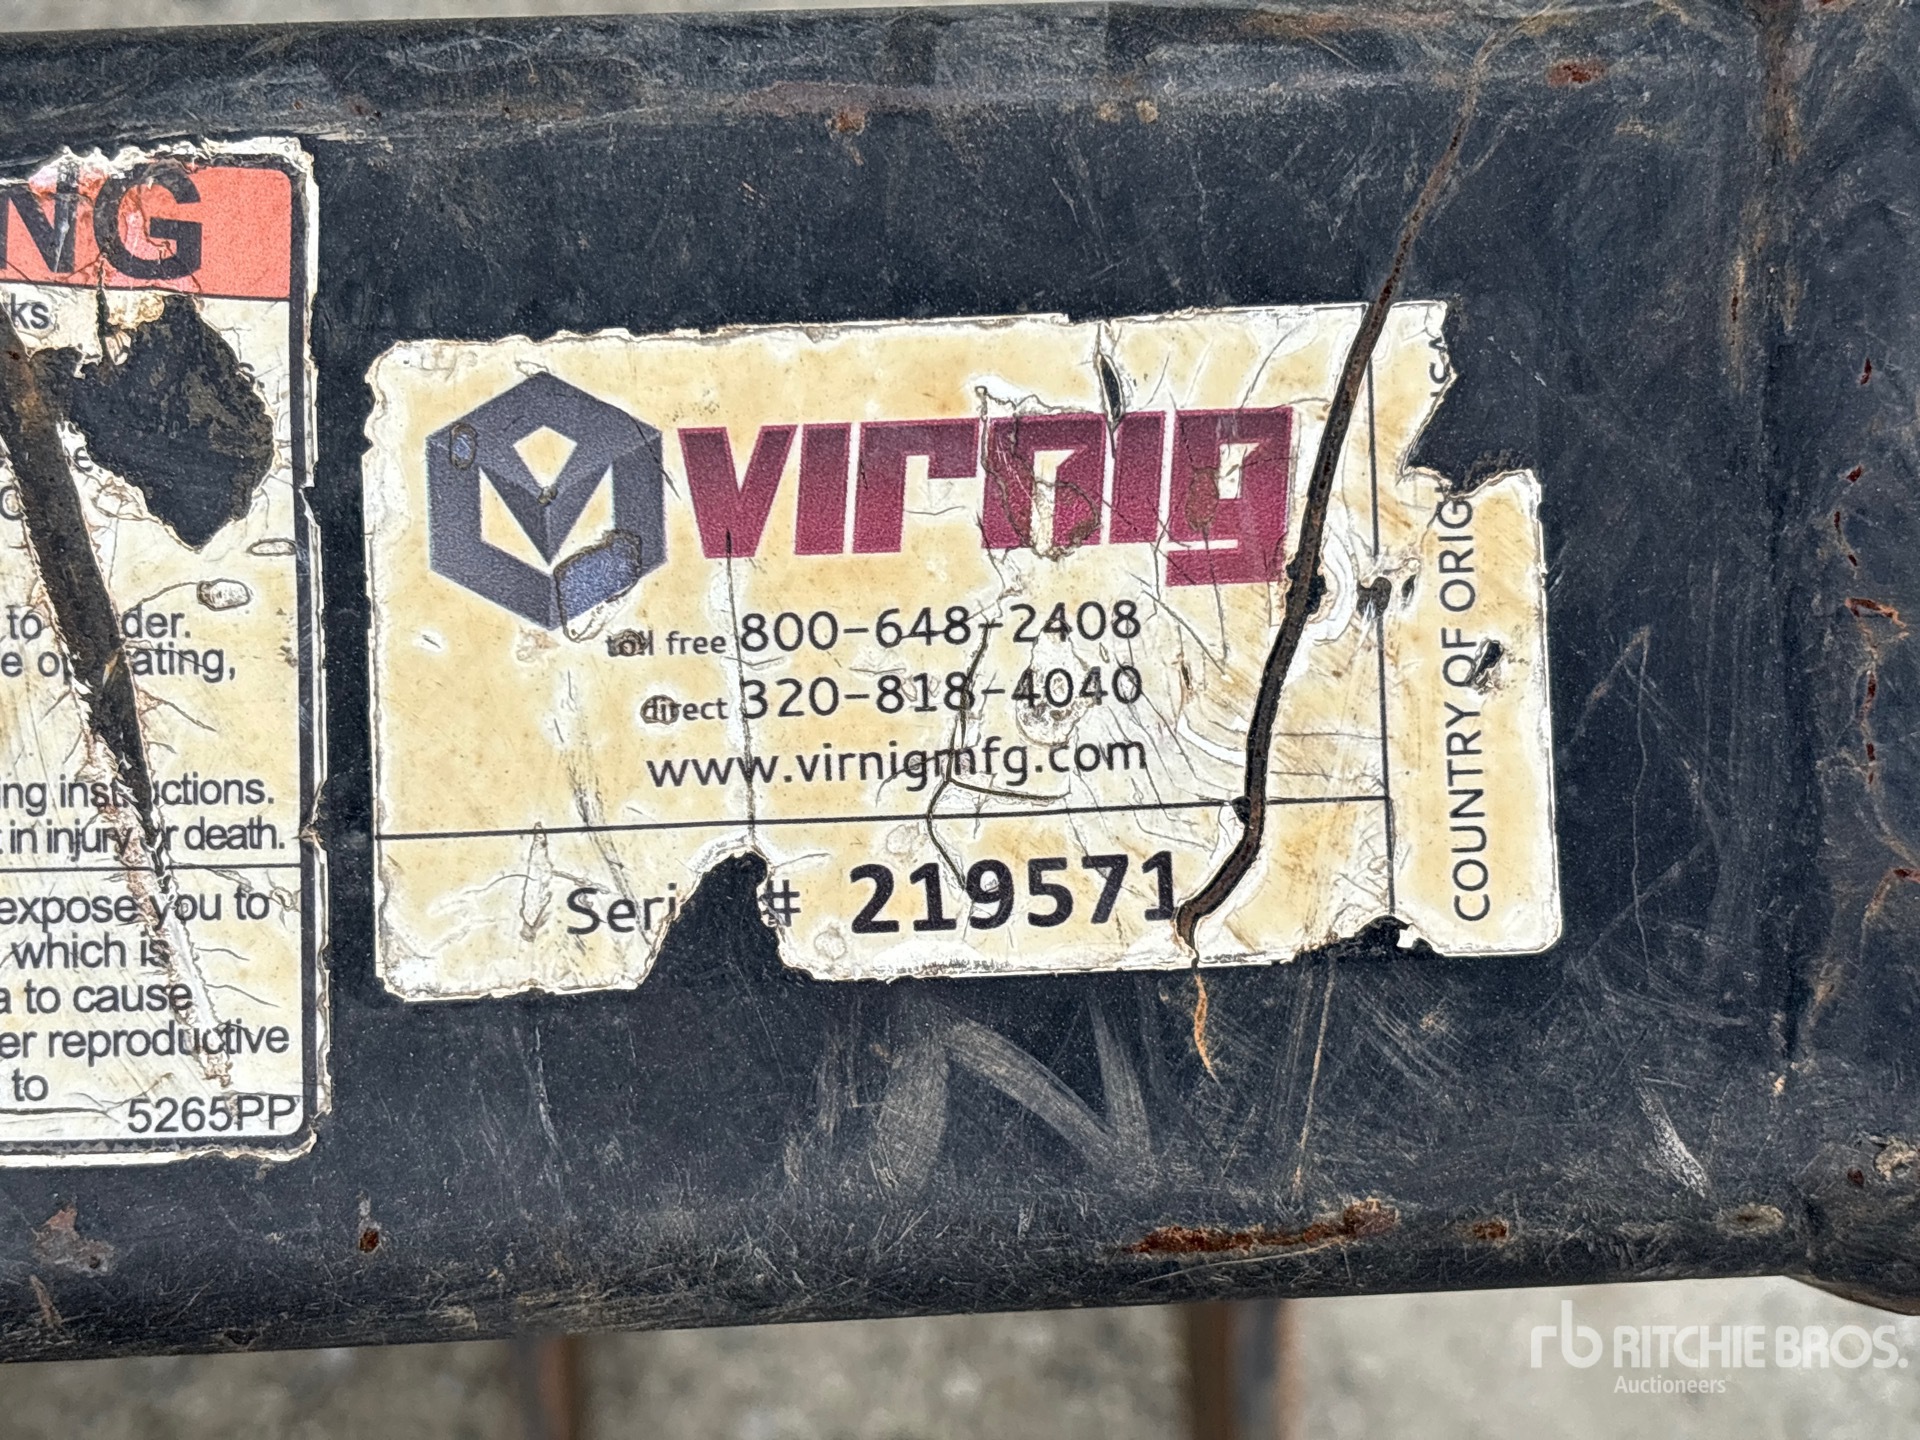 NG
ks
to
der.
ating,
ing instructions.
in injury or death.
expose you to
which is
a to cause
er reproductive
to
5265PP
virnig
toll free 800-648-2408
direct 320-818-4040
www.virnigmfg.com
Seri # 219571
COUNTRY OF ORIG
rb RITCHIE BROS.
Auctioneers